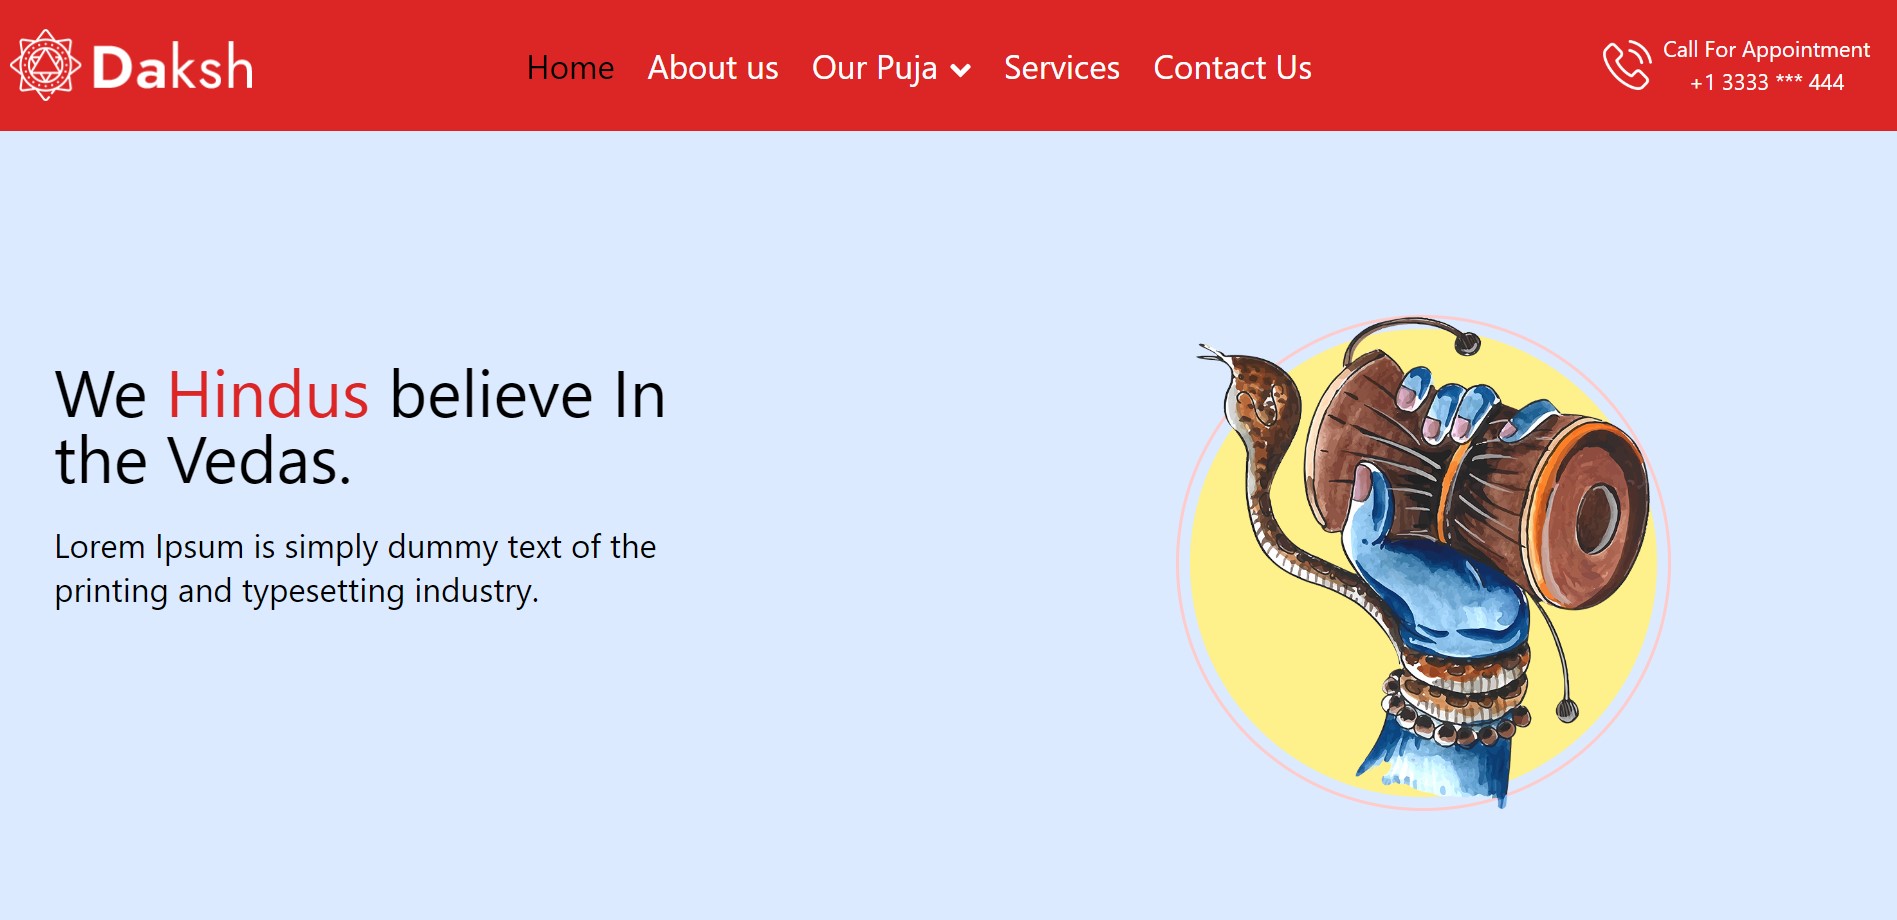 Daksh
Home About us Our Puja Services Contact Us
Call For Appointment
+1 3333 *** 444
We Hindus believe In
the Vedas.
Lorem Ipsum is simply dummy text of the
printing and typesetting industry.